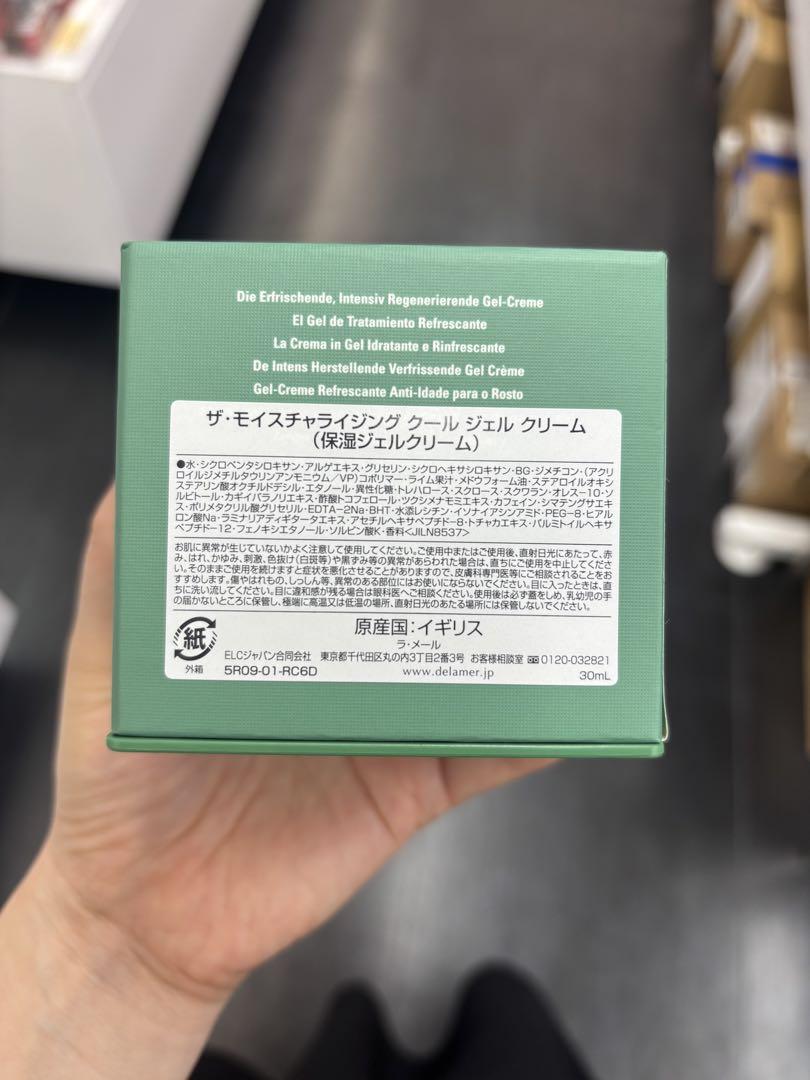 Die Erfrischende, Intensiv Regenerierende Gel-Creme
El Gel de Tratamiento Refrescante
La Crema in Gel Idratante e Rinfrescante
De Intens Herstellende Verfrissende Gel Crème
Gel-Creme Refrescante Anti-Idade para o Rosto
ザ・モイスチャライジング クール ジェル クリーム
(保湿ジェルクリーム)
●水・シクロペンタシロキサン・アルゲエキス・グリセリン・シクロヘキサシロキサン・BG・ジメチコン・(アクリ
ロイルジメチルタウリンアンモニウム/VP)コポリマー・ライム果汁・メドウフォーム油・ステアロイルオキシ
ステアリン酸オクチルドデシル・エタノール・異性化糖・トレハロース・スクロース・スクワラン・オレス-10・ソ
ルビトール・カギイバラノリエキス・酢酸トコフェロール・ツクシメナモミエキス・カフェイン・シマテングサエキ
ス・ポリメタクリル酸グリセリル・EDTA-2Na・BHT・水添レシチン・イソナイアシンアミド・PEG-8・ヒアル
ロン酸Na・ラミナリアディギタータエキス・アセチルヘキサペプチド-8・トチャカエキス・パルミトイルヘキサ
ペプチド-12・フェノキシエタノール・ソルビン酸K・香料<JILN8537>
お肌に異常が生じていないかよく注意して使用してください。ご使用中またはご使用後、直射日光にあたって、赤
み、はれ、かゆみ、刺激、色抜け(白斑等)や黒ずみ等の異常があらわれた場合は、直ちにご使用を中止してくださ
い。そのままご使用を続けますと症状を悪化させることがありますので、皮膚科専門医等にご相談されることをお
すすめします。傷やはれもの、しっしん等、異常のある部位にはお使いにならないでください。目に入ったときは、直
ちに洗い流してください。目に違和感が残る場合は眼科医へご相談ください。使用後は必ず蓋をしめ、乳幼児の手
の届かないところに保管し、極端に高温又は低温の場所、直射日光のあたる場所には保管しないでください。
紙
外箱
原産国:イギリス
ラ・メール
ELCジャパン合同会社 東京都千代田区丸の内3丁目2番3号 お客様相談室 0120-032821
5R09-01-RC6D www.delamer.jp 30mL